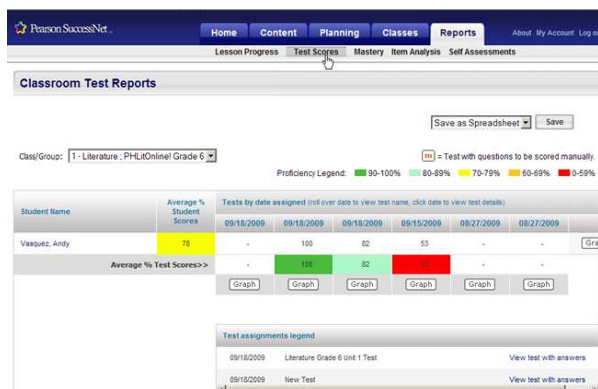 Pearson SuccessNet
Home Content Planning Classes Reports About My Account Log ou
Lesson Progress Test Scores Mastery Item Analysis Self Assessments
Classroom Test Reports
Save as Spreadsheet Save
Class/Group: 1 - Literature ; PHLitOnline! Grade 6
m = Test with questions to be scored manually.
Proficiency Legend: 90-100% 80-89% 70-79% 60-69% 0-59%
Student Name
Average % Student Scores
Tests by date assigned (roll over date to view test name, click date to view test details)
09/18/2009 09/18/2009 09/18/2009 09/15/2009 08/27/2009 08/27/2009
Vasquez, Andy 78 - 100 82 53 - - Gra
Average % Test Scores>> - 100 82 - -
Graph Graph Graph Graph Graph Graph
Test assignments legend
09/18/2009 Literature Grade 6 Unit 1 Test View test with answers
09/18/2009 New Test View test with answers